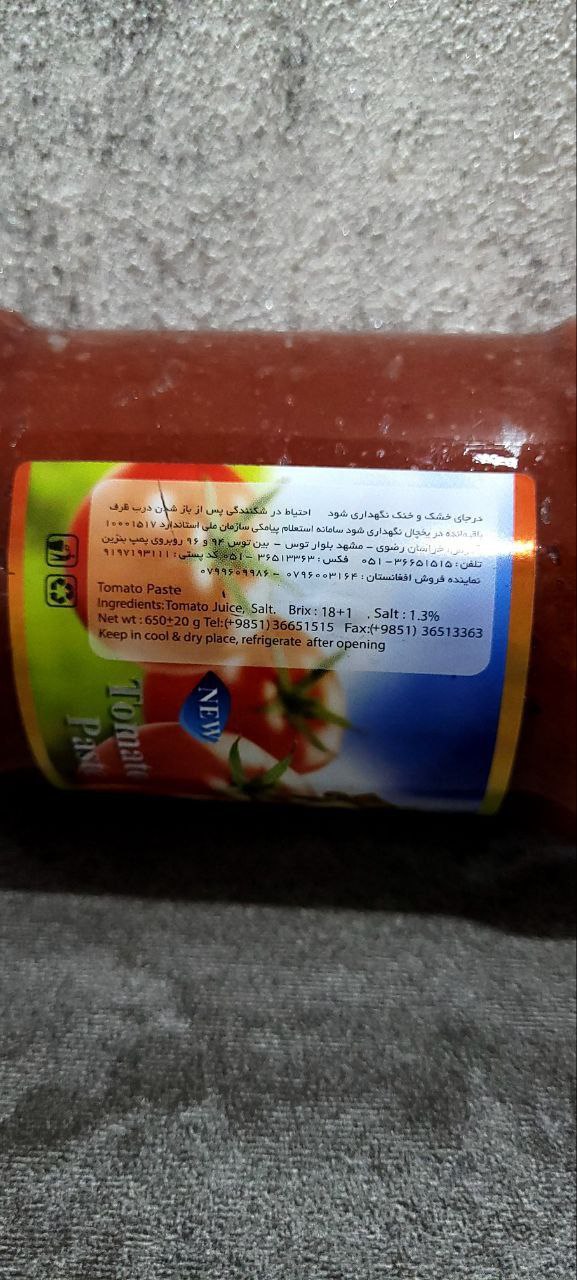 درجای خشک و خنک نگهداری شود احتیاط در شکنندگی پس از باز شدن درب ظرف
باقیمانده در یخچال نگهداری شود سامانه استعلام پیامکی سازمان ملی استاندارد ۱۰۰۰۱۵۱۷
آدرس: خراسان رضوی - مشهد بلوار توس - بین توس ۹۴ و ۹۶ روبروی پمپ بنزین
تلفن: ۳۶۶۵۱۵۱۵-۰۵۱ فکس: ۳۶۵۱۳۳۶۳-۰۵۱ کد پستی: ۹۱۹۷۱۹۳۱۱۱
نماینده فروش افغانستان: ۰۷۹۶۰۰۳۱۶۴ - ۰۷۹۹۶۰۹۹۸۶
Tomato Paste
Ingredients:Tomato Juice, Salt. Brix : 18+1 , Salt : 1.3%
Net wt : 650±20 g Tel:(+9851) 36651515 Fax:(+9851) 36513363
Keep in cool & dry place, refrigerate after opening
NEW
Tomato
Paste